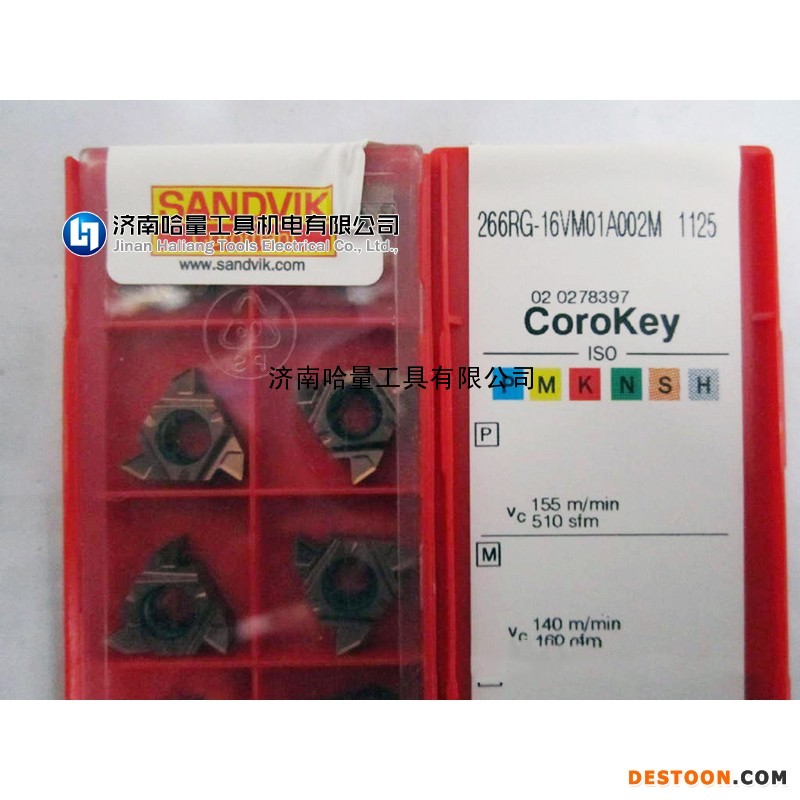 SANDVIK
济南哈量工具机电有限公司
Jinan Haliang Tools Electrical Co., Ltd.
www.sandvik.com
266RG-16VM01A002M 1125
02 0278397
CoroKey
ISO
济南哈量工具有限公司
P M K N S H
P
vc 155 m/min
510 sfm
M
vc 140 m/min
DESTOON.COM